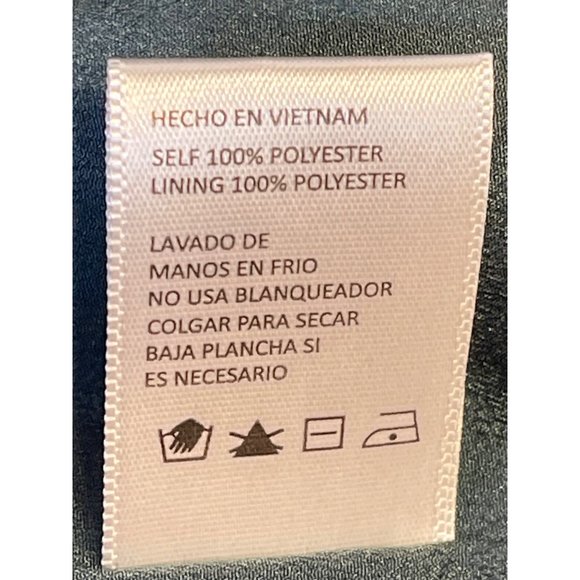 HECHO EN VIETNAM
SELF 100% POLYESTER
LINING 100% POLYESTER
LAVADO DE
MANOS EN FRIO
NO USA BLANQUEADOR
COLGAR PARA SECAR
BAJA PLANCHA SI
ES NECESARIO